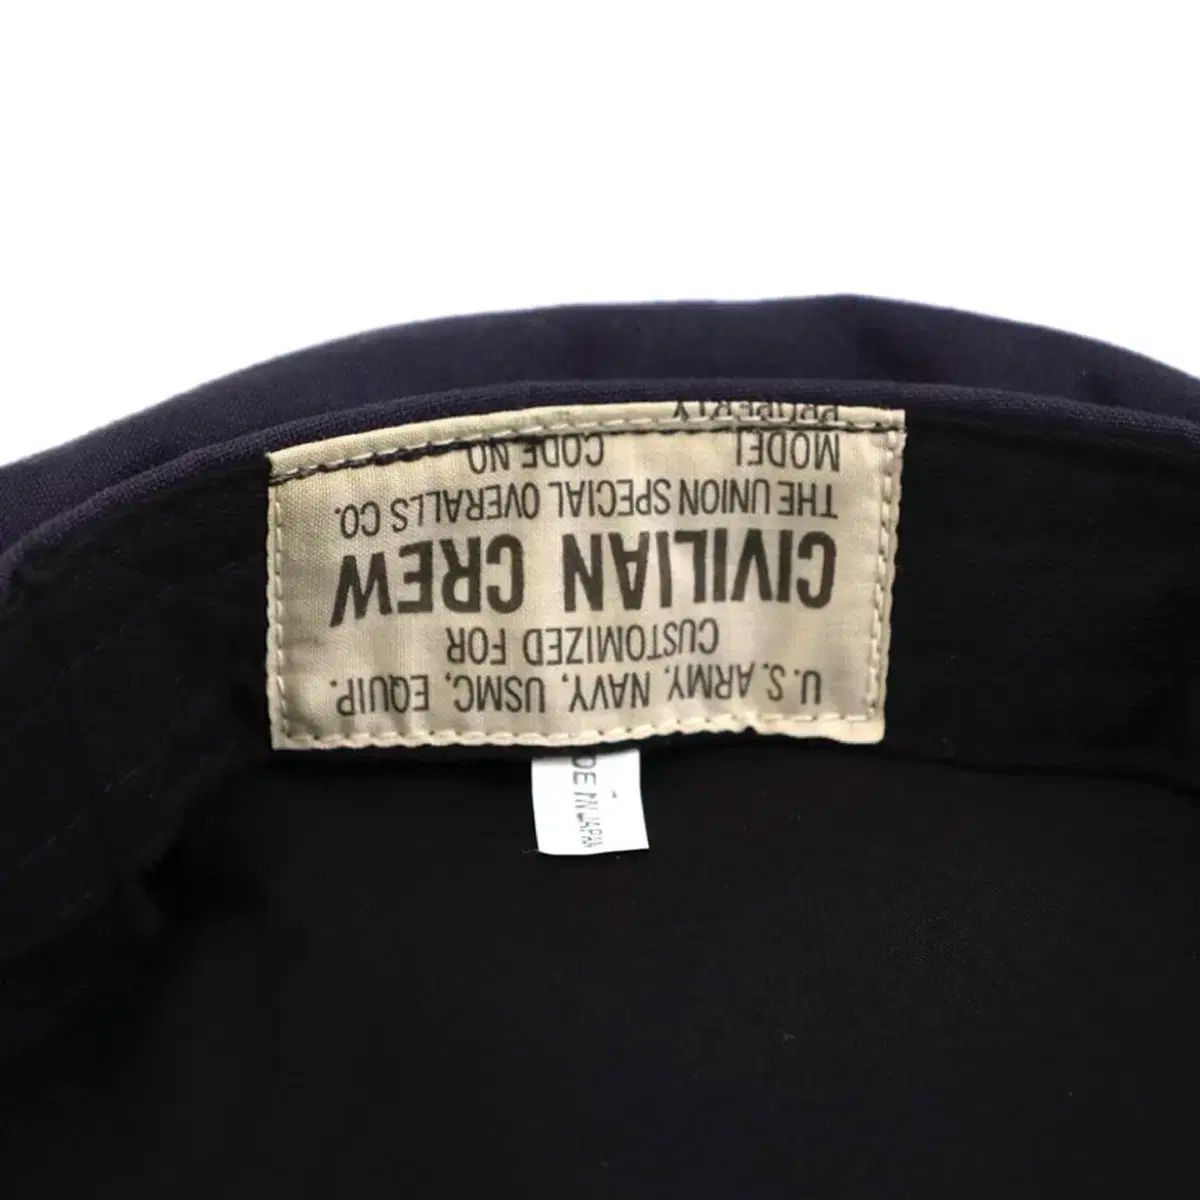 U.S. ARMY, NAVY, USMC, EQUIP.
CUSTOMIZED FOR
CIVILIAN CREW
THE UNION SPECIAL OVERALLS CO.
MODEL CODE NO
PROPERTY
DE IN JAPAN